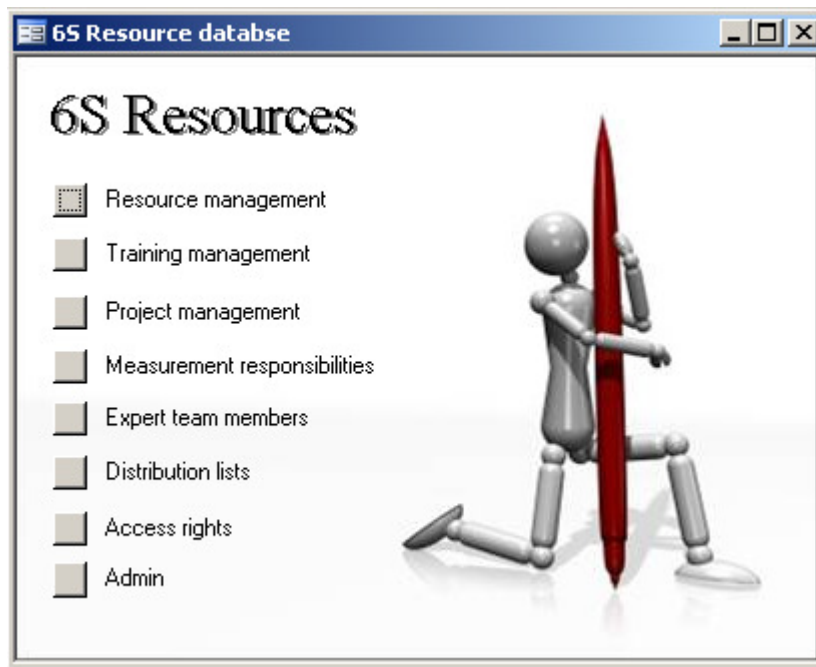 6S Resource databse
6S Resources
Resource management
Training management
Project management
Measurement responsibilities
Expert team members
Distribution lists
Access rights
Admin